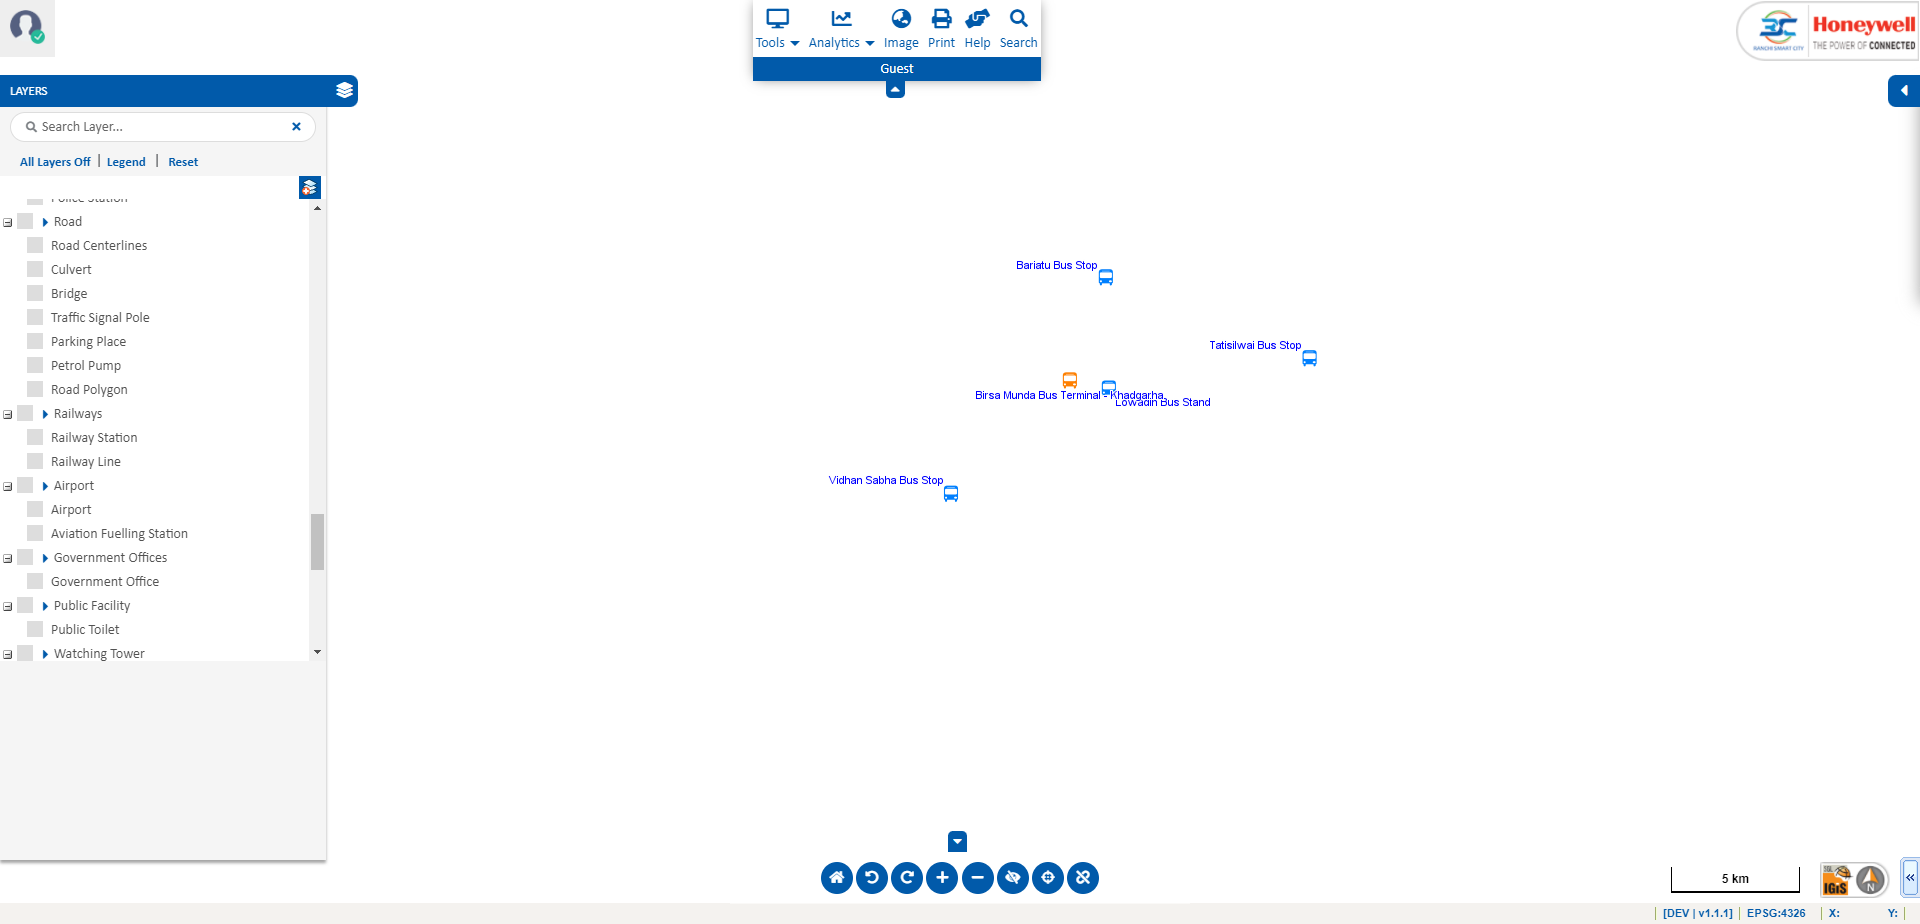 Tools
Analytics
Image
Print
Help
Search
Guest
RANCHI SMART CITY
Honeywell
THE POWER OF CONNECTED
LAYERS
Search Layer...
All Layers Off | Legend | Reset
Police Station
Road
Road Centerlines
Culvert
Bridge
Traffic Signal Pole
Parking Place
Petrol Pump
Road Polygon
Railways
Railway Station
Railway Line
Airport
Airport
Aviation Fuelling Station
Government Offices
Government Office
Public Facility
Public Toilet
Watching Tower
Bariatu Bus Stop
Tatisilwai Bus Stop
Birsa Munda Bus Terminal - Khadgarha
Lowadih Bus Stand
Vidhan Sabha Bus Stop
5 km
SGL
IGiS
N
[DEV | v1.1.1]
EPSG:4326
X:
Y: